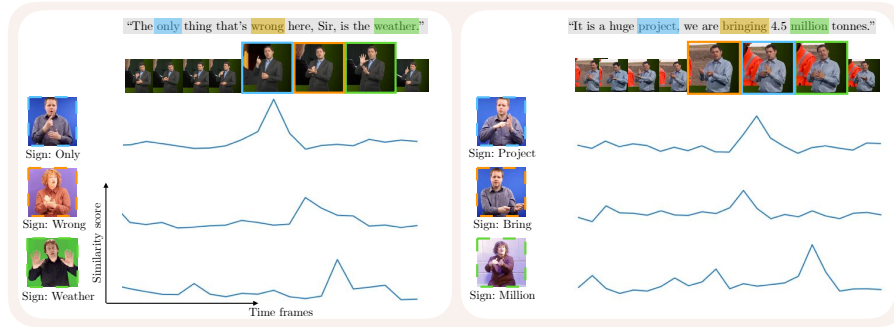 “The only thing that’s wrong here, Sir, is the weather.”
Sign: Only
Sign: Wrong
Sign: Weather
Similarity score
Time frames
“It is a huge project, we are bringing 4.5 million tonnes.”
Sign: Project
Sign: Bring
Sign: Million